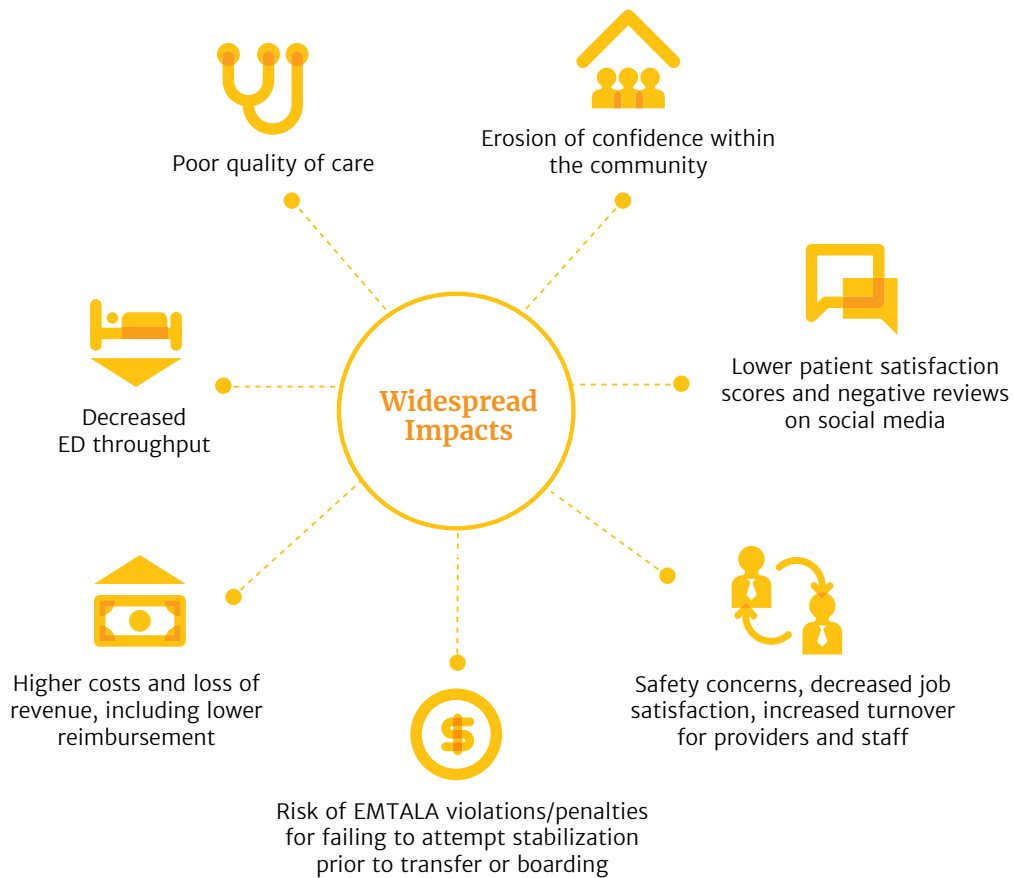 Poor quality of care
Erosion of confidence within
the community
Lower patient satisfaction
scores and negative reviews
on social media
Widespread
Impacts
Decreased
ED throughput
Higher costs and loss of
revenue, including lower
reimbursement
Safety concerns, decreased job
satisfaction, increased turnover
for providers and staff
$
Risk of EMTALA violations/penalties
for failing to attempt stabilization
prior to transfer or boarding